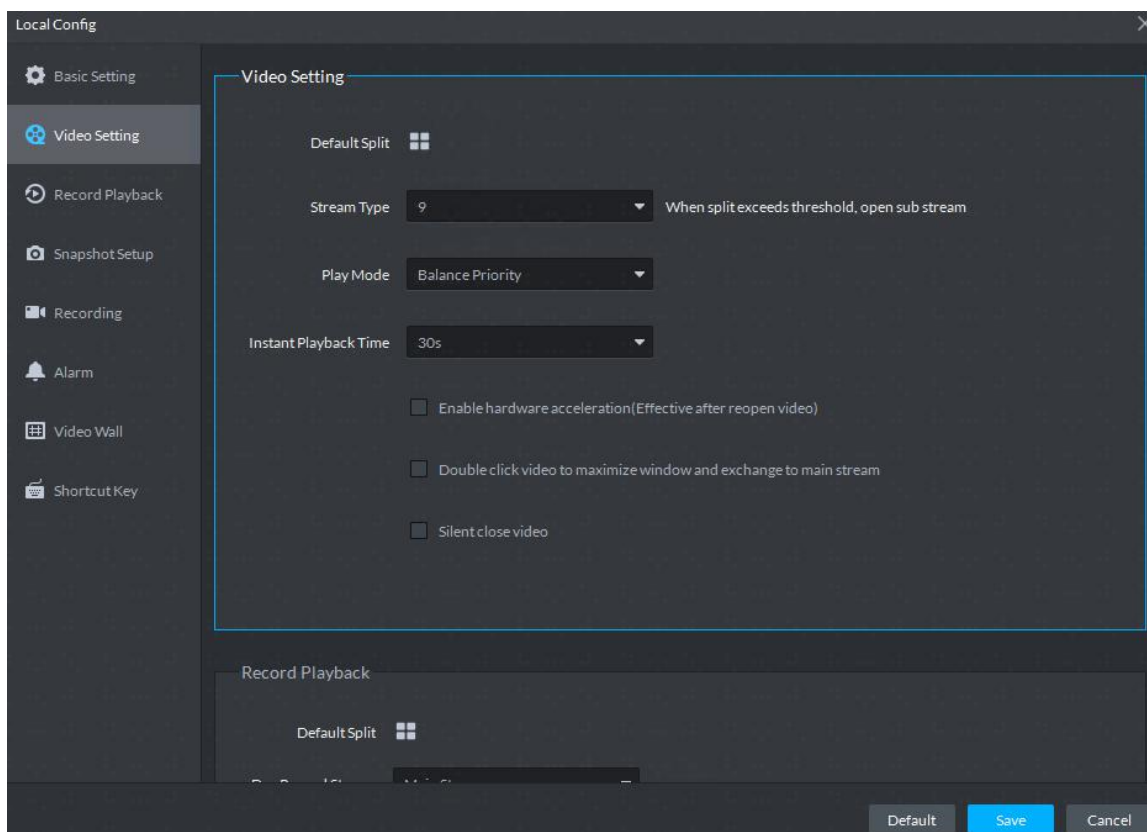 Local Config
Basic Setting
Video Setting
Record Playback
Snapshot Setup
Recording
Alarm
Video Wall
Shortcut Key
Video Setting
Default Split
Stream Type 9 When split exceeds threshold, open sub stream
Play Mode Balance Priority
Instant Playback Time 30s
Enable hardware acceleration(Effective after reopen video)
Double click video to maximize window and exchange to main stream
Silent close video
Record Playback
Default Split
Default Save Cancel